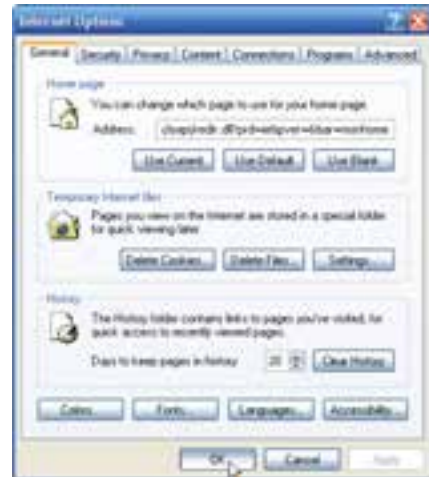 Internet Options
General Security Privacy Content Connections Programs Advanced
Home page
You can change which page to use for your home page.
Address:
Use Current Use Default Use Blank
Temporary Internet files
Pages you view on the Internet are stored in a special folder
for quick viewing later.
Delete Cookies... Delete Files... Settings...
History
The History folder contains links to pages you've visited, for
quick access to recently viewed pages.
Days to keep pages in history: 20 Clear History
Colors... Fonts... Languages... Accessibility...
OK Cancel Apply